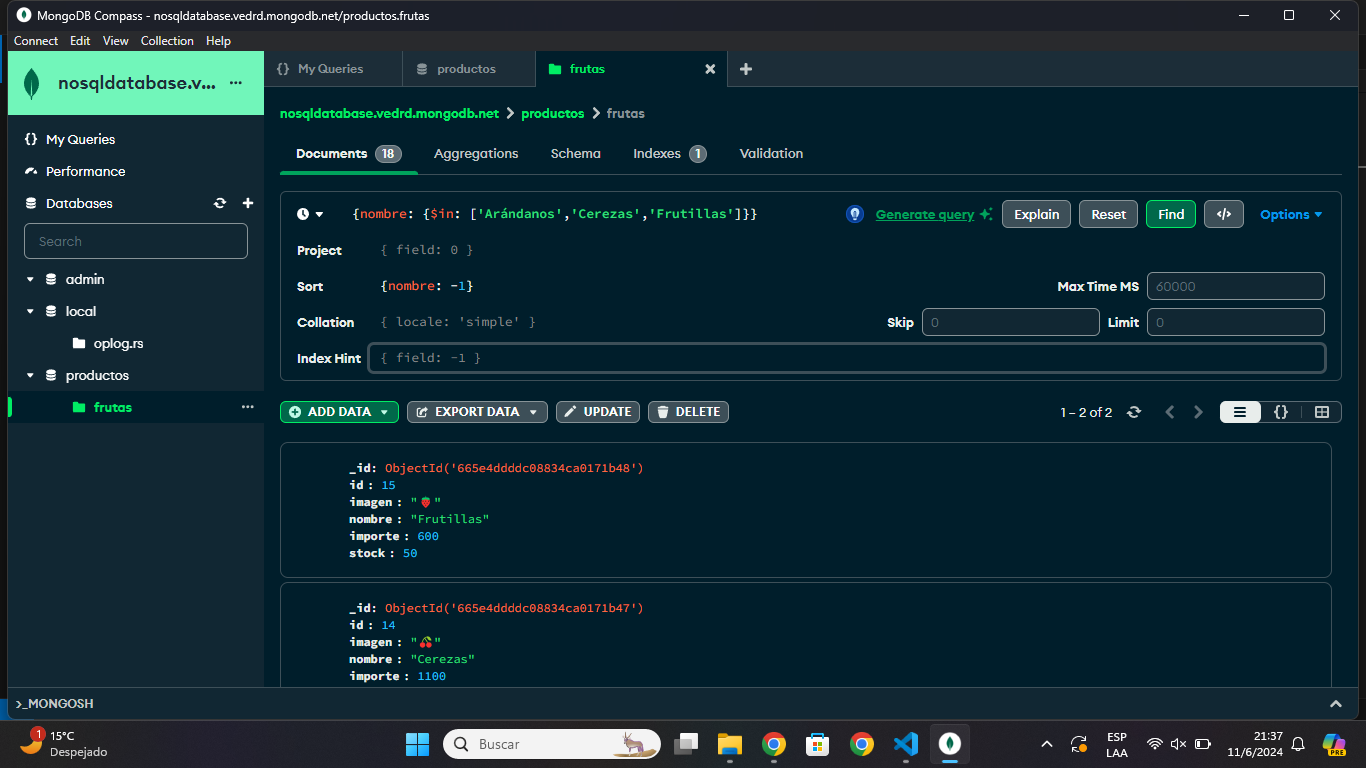 MongoDB Compass - nosqldatabase.vedrd.mongodb.net/productos.frutas
Connect Edit View Collection Help
nosqldatabase.v... ...
My Queries
productos
frutas
nosqldatabase.vedrd.mongodb.net > productos > frutas
{} My Queries
Performance
Databases
Search
admin
local
oplog.rs
productos
frutas ...
Documents 18 Aggregations Schema Indexes 1 Validation
{nombre: {$in: ['Arándanos','Cerezas','Frutillas']}} Generate query Explain Reset Find </> Options
Project { field: 0 }
Sort {nombre: -1} Max Time MS 60000
Collation { locale: 'simple' } Skip 0 Limit 0
Index Hint { field: -1 }
ADD DATA EXPORT DATA UPDATE DELETE 1 – 2 of 2 {}
_id: ObjectId('665e4ddddc08834ca0171b48')
id : 15
imagen : "🍓"
nombre : "Frutillas"
importe : 600
stock : 50
_id: ObjectId('665e4ddddc08834ca0171b47')
id : 14
imagen : "🍒"
nombre : "Cerezas"
importe : 1100
>_MONGOSH
1 15°C
Despejado
Buscar
PRE
ESP
LAA
21:37
11/6/2024